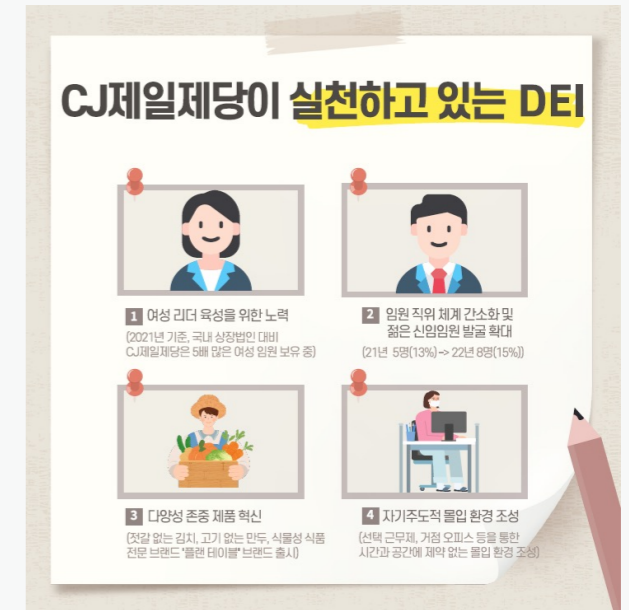 CJ제일제당이 실천하고 있는 DEI
1 여성 리더 육성을 위한 노력
(2021년 기준, 국내 상장법인 대비
CJ제일제당은 5배 많은 여성 임원 보유 중)
2 임원 직위 체계 간소화 및
젊은 신임임원 발굴 확대
(21년 5명(13%) -> 22년 8명(15%))
3 다양성 존중 제품 혁신
(젓갈 없는 김치, 고기 없는 만두, 식물성 식품
전문 브랜드 '플랜 테이블" 브랜드 출시)
4 자기주도적 몰입 환경 조성
(선택 근무제, 거점 오피스 등을 통한
시간과 공간에 제약 없는 몰입 환경 조성)